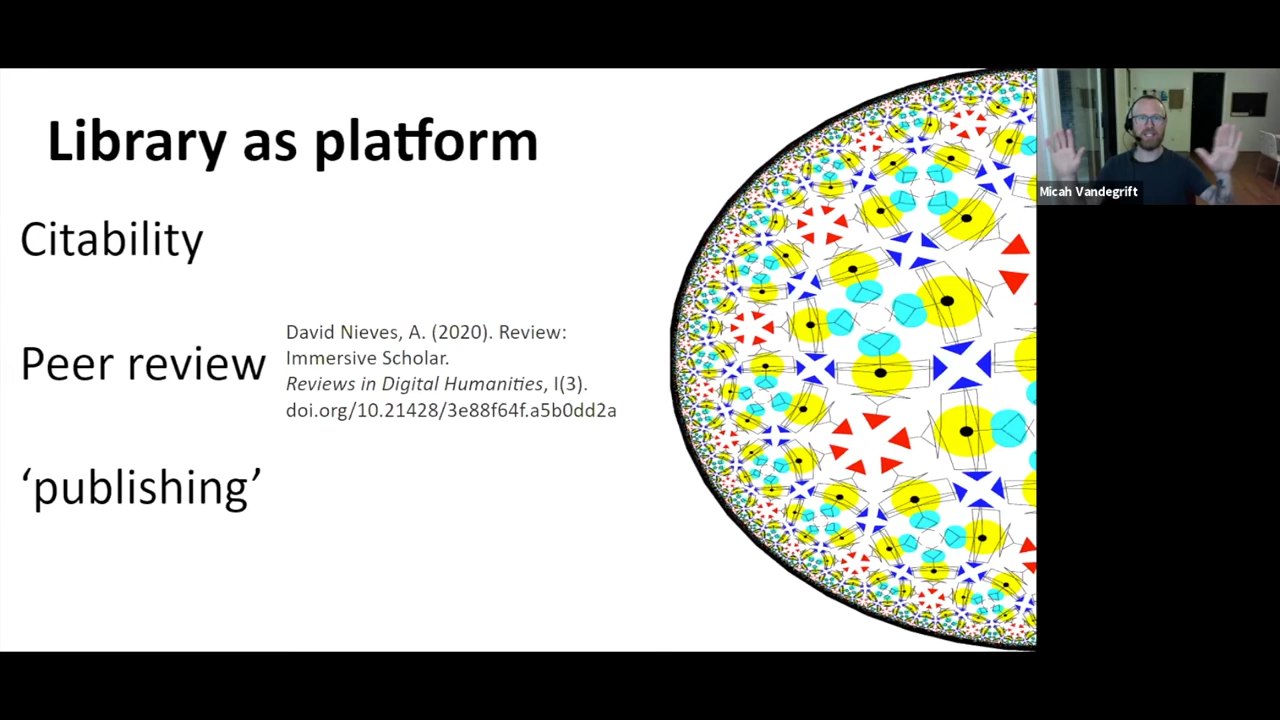 Library as platform
Citability
Peer review
David Nieves, A. (2020). Review:
Immersive Scholar.
Reviews in Digital Humanities, I(3).
doi.org/10.21428/3e88f64f.a5b0dd2a
‘publishing’
Micah Vandegrift